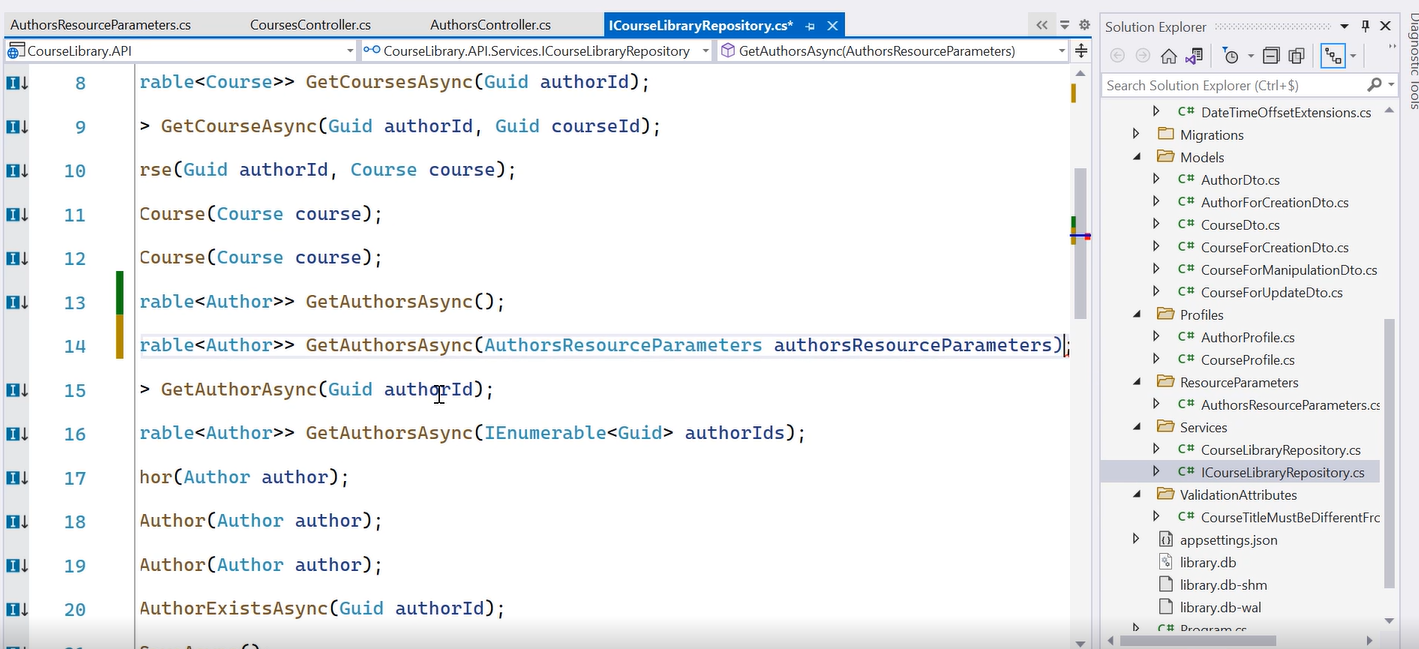 AuthorsResourceParameters.cs CoursesController.cs AuthorsController.cs ICourseLibraryRepository.cs*
CourseLibrary.API CourseLibrary.API.Services.ICourseLibraryRepository GetAuthorsAsync(AuthorsResourceParameters)
8 rable<Course>> GetCoursesAsync(Guid authorId);
9 > GetCourseAsync(Guid authorId, Guid courseId);
10 rse(Guid authorId, Course course);
11 Course(Course course);
12 Course(Course course);
13 rable<Author>> GetAuthorsAsync();
14 rable<Author>> GetAuthorsAsync(AuthorsResourceParameters authorsResourceParameters);
15 > GetAuthorAsync(Guid authorId);
16 rable<Author>> GetAuthorsAsync(IEnumerable<Guid> authorIds);
17 hor(Author author);
18 Author(Author author);
19 Author(Author author);
20 AuthorExistsAsync(Guid authorId);
Solution Explorer
Search Solution Explorer (Ctrl+$)
C# DateTimeOffsetExtensions.cs
Migrations
Models
C# AuthorDto.cs
C# AuthorForCreationDto.cs
C# CourseDto.cs
C# CourseForCreationDto.cs
C# CourseForManipulationDto.cs
C# CourseForUpdateDto.cs
Profiles
C# AuthorProfile.cs
C# CourseProfile.cs
ResourceParameters
C# AuthorsResourceParameters.cs
Services
C# CourseLibraryRepository.cs
C# ICourseLibraryRepository.cs
ValidationAttributes
C# CourseTitleMustBeDifferentFrc
appsettings.json
library.db
library.db-shm
library.db-wal
C# Program.cs
Diagnostic Tools